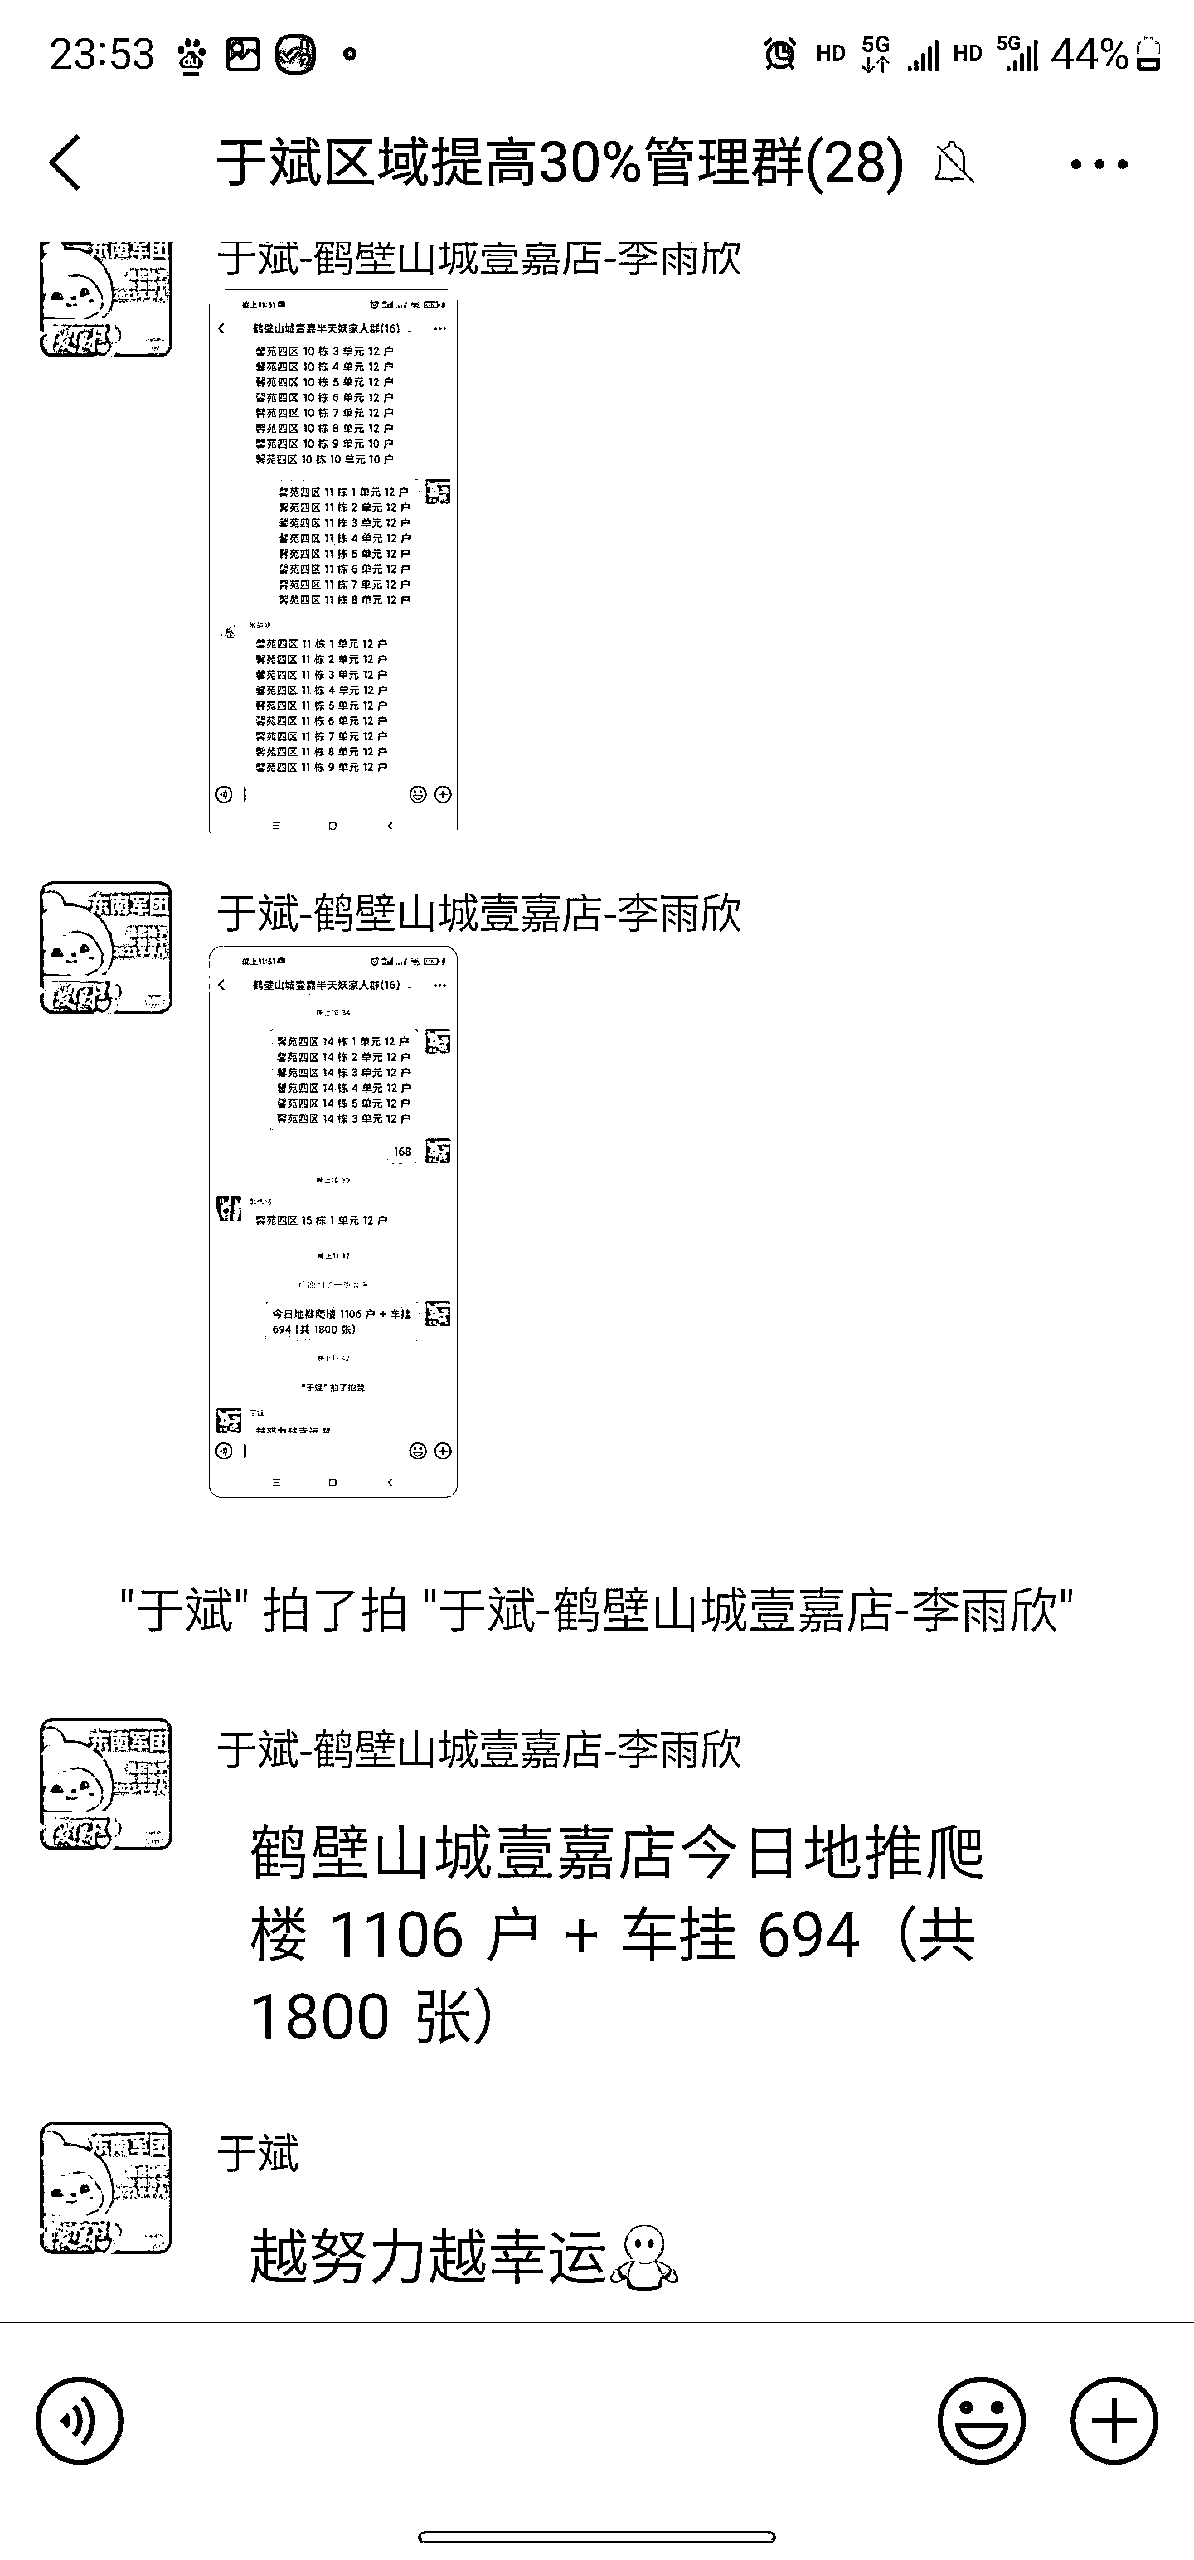 23:53
HD 5G HD 5G 44%
于斌区域提高30%管理群(28)
于斌-鹤壁山城壹嘉店-李雨欣
鹤壁山城壹嘉半天妖家人群(16)
馨苑四区 10 栋 3 单元 12 户
馨苑四区 10 栋 4 单元 12 户
馨苑四区 10 栋 5 单元 12 户
馨苑四区 10 栋 6 单元 12 户
馨苑四区 10 栋 7 单元 12 户
馨苑四区 10 栋 8 单元 12 户
馨苑四区 10 栋 9 单元 10 户
馨苑四区 10 栋 10 单元 10 户
馨苑四区 11 栋 1 单元 12 户
馨苑四区 11 栋 2 单元 12 户
馨苑四区 11 栋 3 单元 12 户
馨苑四区 11 栋 4 单元 12 户
馨苑四区 11 栋 5 单元 12 户
馨苑四区 11 栋 6 单元 12 户
馨苑四区 11 栋 7 单元 12 户
馨苑四区 11 栋 8 单元 12 户
馨苑四区 11 栋 1 单元 12 户
馨苑四区 11 栋 2 单元 12 户
馨苑四区 11 栋 3 单元 12 户
馨苑四区 11 栋 4 单元 12 户
馨苑四区 11 栋 5 单元 12 户
馨苑四区 11 栋 6 单元 12 户
馨苑四区 11 栋 7 单元 12 户
馨苑四区 11 栋 8 单元 12 户
馨苑四区 11 栋 9 单元 12 户
东南军团
于斌-鹤壁山城壹嘉店-李雨欣
鹤壁山城壹嘉半天妖家人群(16)
馨苑四区 14 栋 1 单元 12 户
馨苑四区 14 栋 2 单元 12 户
馨苑四区 14 栋 3 单元 12 户
馨苑四区 14 栋 4 单元 12 户
馨苑四区 14 栋 5 单元 12 户
馨苑四区 14 栋 3 单元 12 户
168
馨苑四区 15 栋 1 单元 12 户
今日地推爬楼 1106 户 + 车挂
694 (共 1800 张)
"于斌" 拍了拍我
"于斌" 拍了拍 "于斌-鹤壁山城壹嘉店-李雨欣"
东南军团
于斌-鹤壁山城壹嘉店-李雨欣
鹤壁山城壹嘉店今日地推爬
楼 1106 户 + 车挂 694（共
1800 张）
东南军团
于斌
越努力越幸运